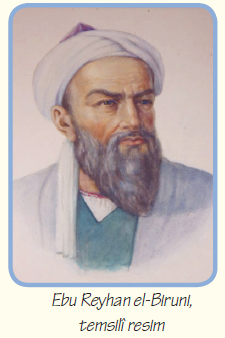 Ebu Reyhan el-Biruni,
temsilî resim